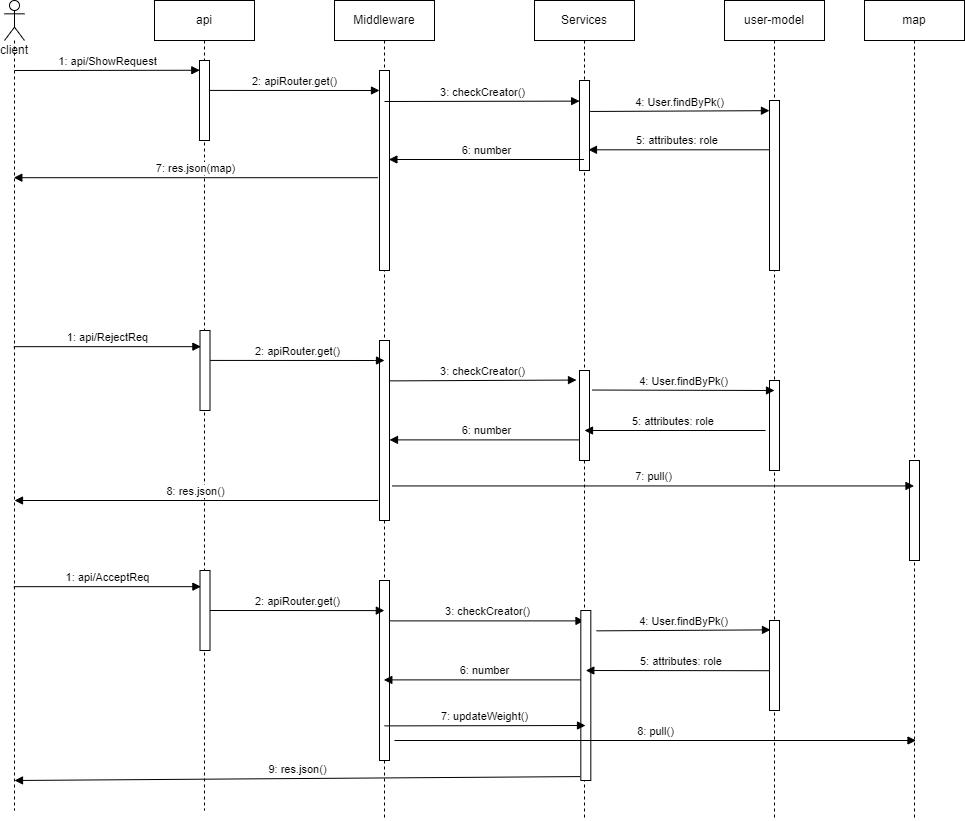 api
Middleware
Services
user-model
map
client
1: api/ShowRequest
2: apiRouter.get()
3: checkCreator()
4: User.findByPk()
5: attributes: role
6: number
7: res.json(map)
1: api/RejectReq
2: apiRouter.get()
3: checkCreator()
4: User.findByPk()
5: attributes: role
6: number
7: pull()
8: res.json()
1: api/AcceptReq
2: apiRouter.get()
3: checkCreator()
4: User.findByPk()
5: attributes: role
6: number
7: updateWeight()
8: pull()
9: res.json()